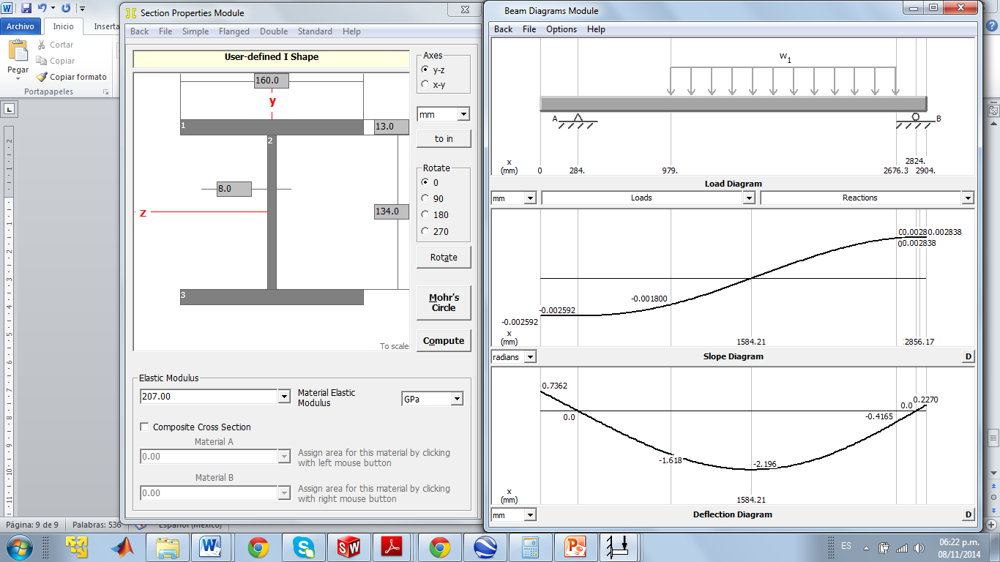 W
Archivo
Inicio
Inserta
Pegar
Cortar
Copiar
Copiar formato
Portapapeles
Página: 9 de 9
Palabras: 536
Español (México)
Section Properties Module
Back File Simple Flanged Double Standard Help
User-defined I Shape
160.0
y
1
13.0
2
8.0
z
134.0
3
To scale
Axes
y-z
x-y
mm
to in
Rotate
0
90
180
270
Rotate
Mohr's
Circle
Compute
Elastic Modulus
207.00
Material Elastic
Modulus
GPa
Composite Cross Section
Material A
0.00
Assign area for this material by clicking
with left mouse button
Material B
0.00
Assign area for this material by clicking
with right mouse button
Beam Diagrams Module
Back File Options Help
w1
A
B
x
(mm)
0 284. 979. 2676.3 2824. 2904.
Load Diagram
mm
Loads
Reactions
-0.002592
-0.002592
-0.001800
0.002838
0.002838
x
(mm)
1584.21
2856.17
radians
Slope Diagram
D
0.7362
0.0
-1.618
-2.196
-0.4165
0.0
0.2270
x
(mm)
1584.21
mm
Deflection Diagram
D
W
S
SW
P
ES
06:22 p.m.
08/11/2014